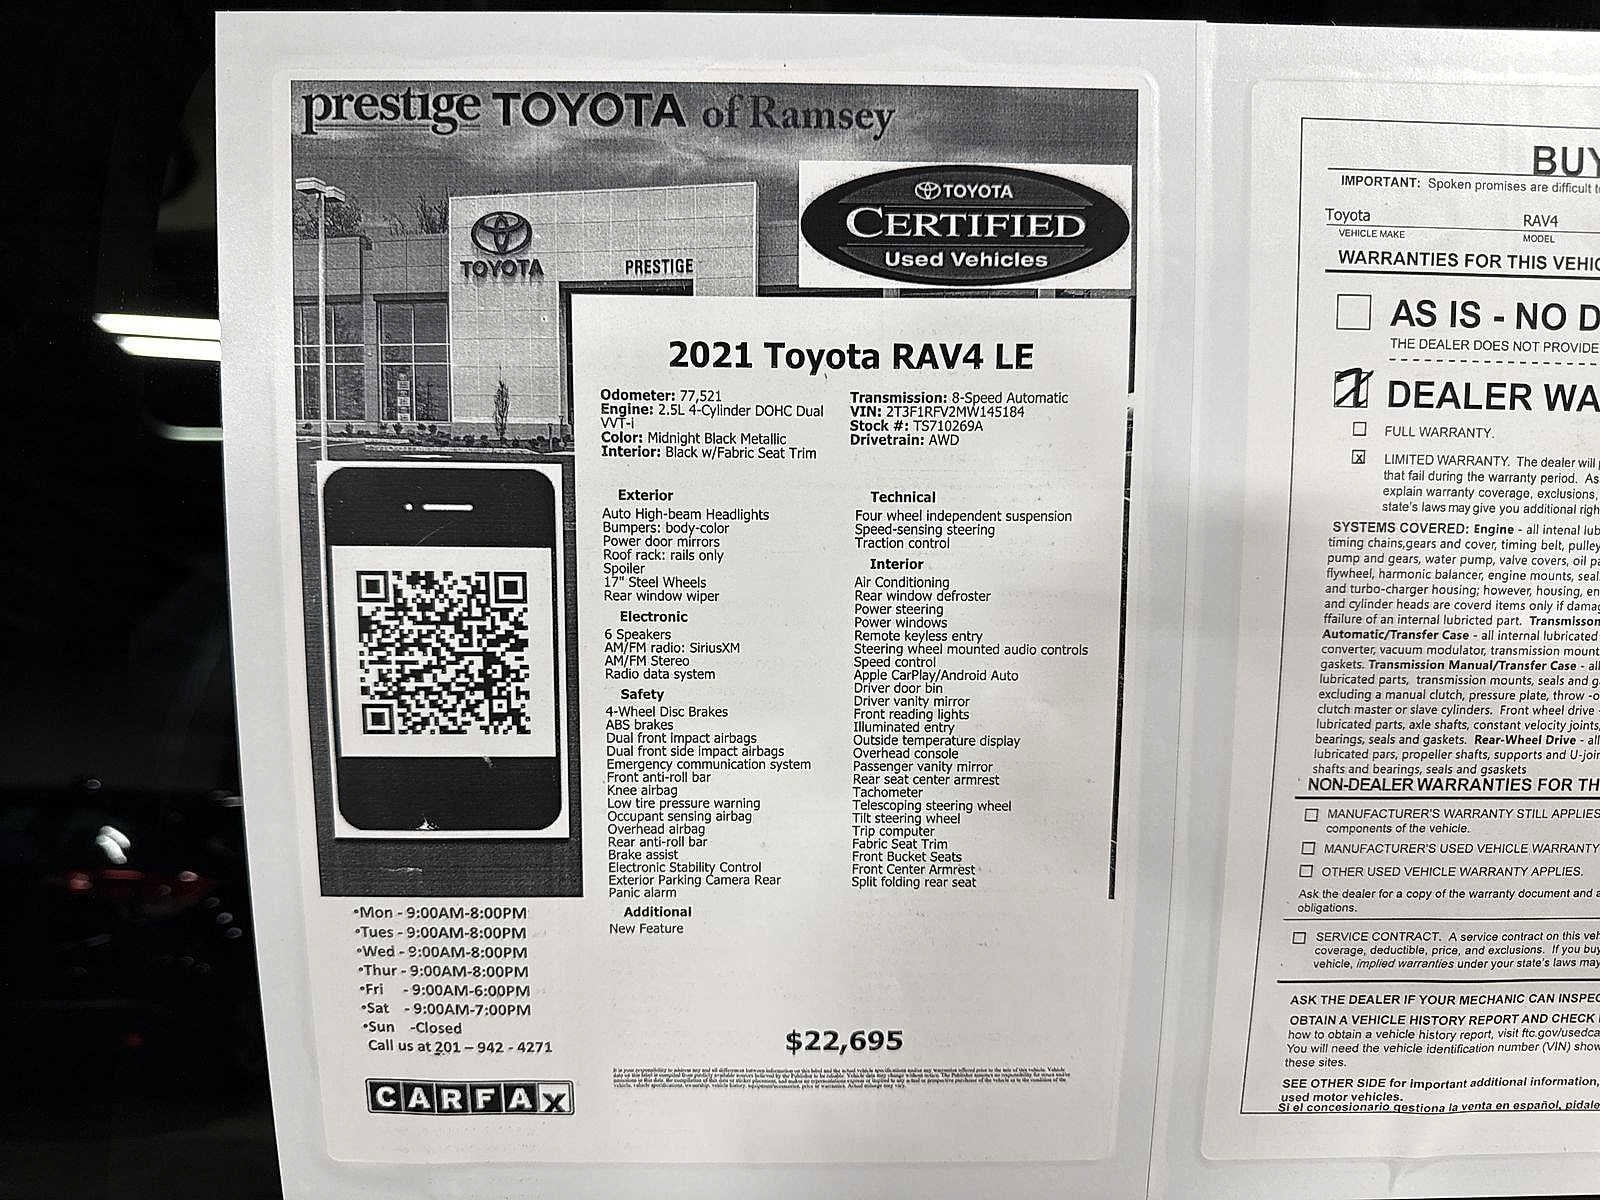 prestige TOYOTA of Ramsey
TOYOTA
CERTIFIED
Used Vehicles
TOYOTA
PRESTIGE
2021 Toyota RAV4 LE
Odometer: 77,521
Engine: 2.5L 4-Cylinder DOHC Dual
VVT-i
Color: Midnight Black Metallic
Interior: Black w/Fabric Seat Trim
Transmission: 8-Speed Automatic
VIN: 2T3F1RFV2MW145184
Stock #: TS710269A
Drivetrain: AWD
Exterior
Auto High-beam Headlights
Bumpers: body-color
Power door mirrors
Roof rack: rails only
Spoiler
17" Steel Wheels
Rear window wiper
Electronic
6 Speakers
AM/FM radio: SiriusXM
AM/FM Stereo
Radio data system
Safety
4-Wheel Disc Brakes
ABS brakes
Dual front impact airbags
Dual front side impact airbags
Emergency communication system
Front anti-roll bar
Knee airbag
Low tire pressure warning
Occupant sensing airbag
Overhead airbag
Rear anti-roll bar
Brake assist
Electronic Stability Control
Exterior Parking Camera Rear
Panic alarm
Additional
New Feature
Technical
Four wheel independent suspension
Speed-sensing steering
Traction control
Interior
Air Conditioning
Rear window defroster
Power steering
Power windows
Remote keyless entry
Steering wheel mounted audio controls
Speed control
Apple CarPlay/Android Auto
Driver door bin
Driver vanity mirror
Front reading lights
Illuminated entry
Outside temperature display
Overhead console
Passenger vanity mirror
Rear seat center armrest
Tachometer
Telescoping steering wheel
Tilt steering wheel
Trip computer
Fabric Seat Trim
Front Bucket Seats
Front Center Armrest
Split folding rear seat
•Mon - 9:00AM-8:00PM
•Tues - 9:00AM-8:00PM
•Wed - 9:00AM-8:00PM
•Thur - 9:00AM-8:00PM
•Fri - 9:00AM-6:00PM
•Sat - 9:00AM-7:00PM
•Sun -Closed
Call us at 201 – 942 - 4271
CARFAX
$22,695
BUY
IMPORTANT: Spoken promises are difficult
Toyota RAV4
VEHICLE MAKE MODEL
WARRANTIES FOR THIS VEHIC
AS IS - NO D
THE DEALER DOES NOT PROVIDE
DEALER WA
FULL WARRANTY.
x LIMITED WARRANTY. The dealer will
that fail during the warranty period. As
explain warranty coverage, exclusions,
state's laws may give you additional righ
SYSTEMS COVERED: Engine - all intenal lub
timing chains,gears and cover, timing belt, pulley
pump and gears, water pump, valve covers, oil pa
flywheel, harmonic balancer, engine mounts, seal
and turbo-charger housing; however, housing, en
and cylinder heads are coverd items only if damag
ffailure of an internal lubricted part. Transmisson
Automatic/Transfer Case - all internal lubricated
converter, vacuum modulator, transmission mount
gaskets. Transmission Manual/Transfer Case - all
lubricated parts, transmission mounts, seals and ga
excluding a manual clutch, pressure plate, throw -o
clutch master or slave cylinders. Front wheel drive -
lubricated parts, axle shafts, constant velocity joints,
bearings, seals and gaskets. Rear-Wheel Drive - all
lubricated pars, propeller shafts, supports and U-join
shafts and bearings, seals and gsaskets
NON-DEALER WARRANTIES FOR TH
MANUFACTURER'S WARRANTY STILL APPLIES
components of the vehicle.
MANUFACTURER'S USED VEHICLE WARRANTY
OTHER USED VEHICLE WARRANTY APPLIES.
Ask the dealer for a copy of the warranty document and a
obligations.
SERVICE CONTRACT. A service contract on this veh
coverage, deductible, price, and exclusions. If you buy
vehicle, implied warranties under your state's laws may
ASK THE DEALER IF YOUR MECHANIC CAN INSPEC
OBTAIN A VEHICLE HISTORY REPORT AND CHECK
how to obtain a vehicle history report, visit ftc.gov/usedca
You will need the vehicle identification number (VIN) show
these sites.
SEE OTHER SIDE for important additional information,
used motor vehicles.
Si el concesionario gestiona la venta en español, pidale